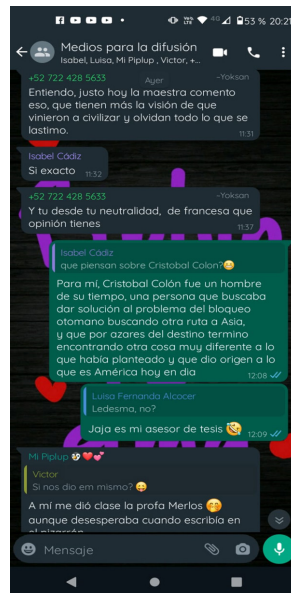 4G 53 % 20:21
Medios para la difusión
Isabel, Luisa, Mi Piplup , Victor, +...
+52 722 428 5633 ~Yoksan
Ayer
Entiendo, justo hoy la maestra comento
eso, que tienen más la visión de que
vinieron a civilizar y olvidan todo lo que se
lastimo. 11:31
Isabel Cádiz
Si exacto 11:32
+52 722 428 5633 ~Yoksan
Y tu desde tu neutralidad, de francesa que
opinión tienes 11:37
Isabel Cádiz
que piensan sobre Cristobal Colon?😊
Para mí, Cristobal Colón fue un hombre
de su tiempo, una persona que buscaba
dar solución al problema del bloqueo
otomano buscando otra ruta a Asia,
y que por azares del destino termino
encontrando otra cosa muy diferente a lo
que había planteado y que dio origen a lo
que es América hoy en dia 12:08
Luisa Fernanda Alcocer
Ledesma, no?
Jaja es mi asesor de tesis 🤣 12:09
Mi Piplup
Victor
Si nos dio em mismo? 😄
A mí me dió clase la profa Merlos 🤭
aunque desesperaba cuando escribía en
el pizarrón
Mensaje